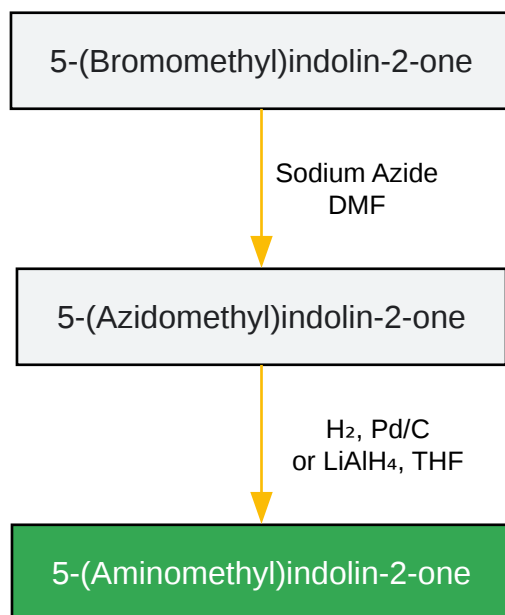 5-(Bromomethyl)indolin-2-one
Sodium Azide
DMF
5-(Azidomethyl)indolin-2-one
H₂, Pd/C
or LiAlH₄, THF
5-(Aminomethyl)indolin-2-one